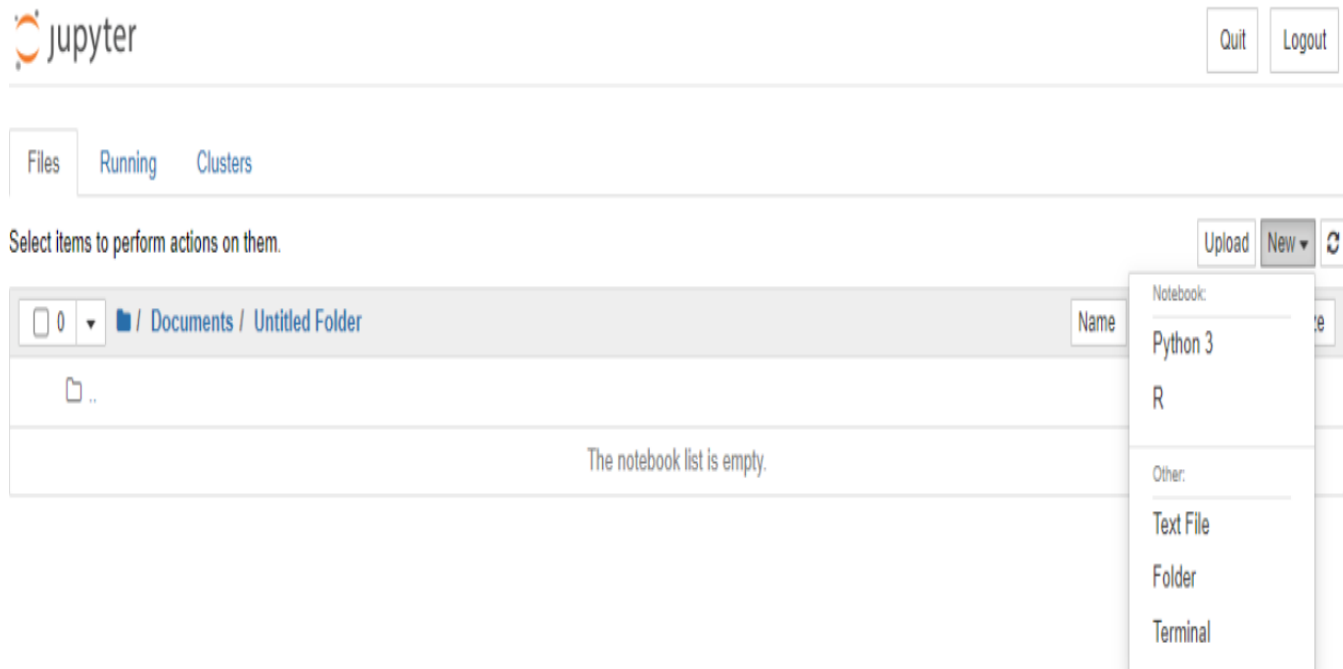 jupyter
Quit
Logout
Files
Running
Clusters
Select items to perform actions on them.
Upload
New
0
/ Documents / Untitled Folder
Name
ze
..
The notebook list is empty.
Notebook:
Python 3
R
Other:
Text File
Folder
Terminal